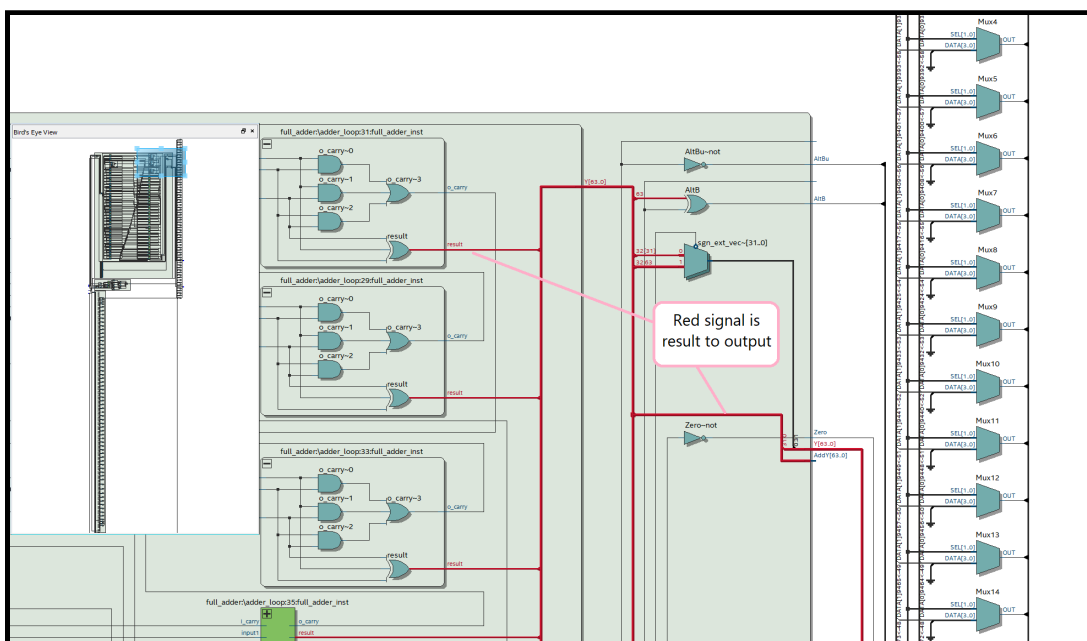 Bird's Eye View
full_adder:\adder_loop:31:full_adder_inst
o_carry~0
o_carry~1
o_carry~3
o_carry~2
o_carry
result
result
full_adder:\adder_loop:29:full_adder_inst
o_carry~0
o_carry~1
o_carry~3
o_carry~2
o_carry
result
result
full_adder:\adder_loop:33:full_adder_inst
o_carry~0
o_carry~1
o_carry~3
o_carry~2
o_carry
result
result
full_adder:\adder_loop:35:full_adder_inst
i_carry
o_carry
input1
result
Y[63..0]
AltBu~not
AltBu
63
AltB
AltB
sgn_ext_vec~[31..0]
32'[31]
0
32'63
1
Red signal is
result to output
Zero~not
Zero
Y[63..0]
AddY[63..0]
Mux4
SEL[1..0]
DATA[3..0]
OUT
Mux5
SEL[1..0]
DATA[3..0]
OUT
Mux6
SEL[1..0]
DATA[3..0]
OUT
Mux7
SEL[1..0]
DATA[3..0]
OUT
Mux8
SEL[1..0]
DATA[3..0]
OUT
Mux9
SEL[1..0]
DATA[3..0]
OUT
Mux10
SEL[1..0]
DATA[3..0]
OUT
Mux11
SEL[1..0]
DATA[3..0]
OUT
Mux12
SEL[1..0]
DATA[3..0]
OUT
Mux13
SEL[1..0]
DATA[3..0]
OUT
Mux14
SEL[1..0]
DATA[3..0]
OUT